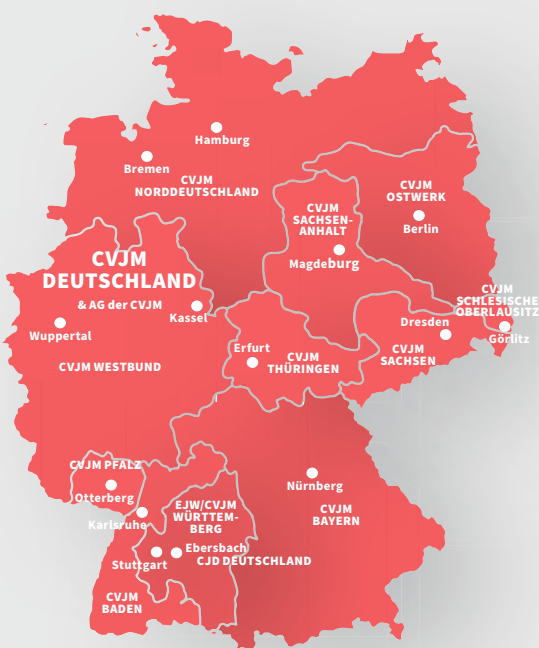 Hamburg
Bremen
CVJM
NORDDEUTSCHLAND
CVJM
OSTWERK
Berlin
CVJM
SACHSEN-
ANHALT
Magdeburg
CVJM
DEUTSCHLAND
& AG der CVJM
Kassel
Wuppertal
CVJM WESTBUND
CVJM
SCHLESISCHE
OBERLAUSITZ
Görlitz
Dresden
CVJM
SACHSEN
Erfurt
CVJM
THÜRINGEN
CVJM PFALZ
Otterberg
Karlsruhe
Nürnberg
CVJM
BAYERN
EJW/CVJM
WÜRTTEM-
BERG
Ebersbach
CJD DEUTSCHLAND
Stuttgart
CVJM
BADEN